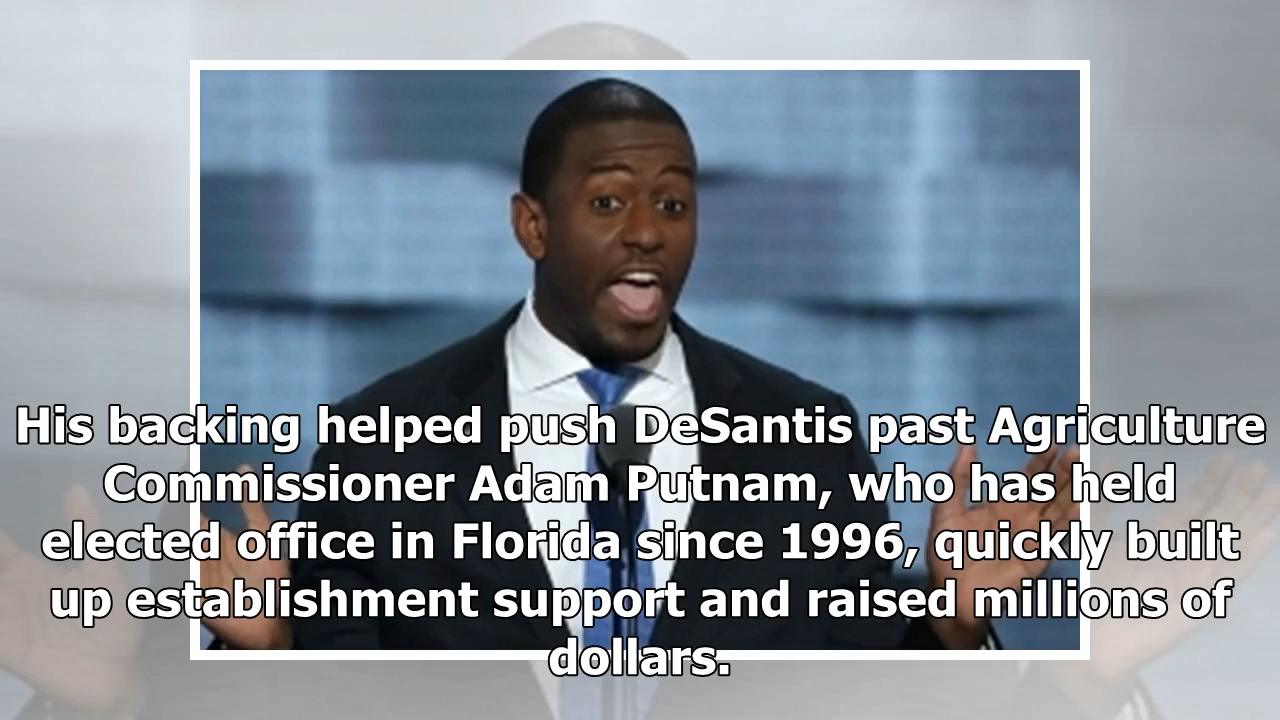 His backing helped push DeSantis past Agriculture
Commissioner Adam Putnam, who has held
elected office in Florida since 1996, quickly built
up establishment support and raised millions of
dollars.